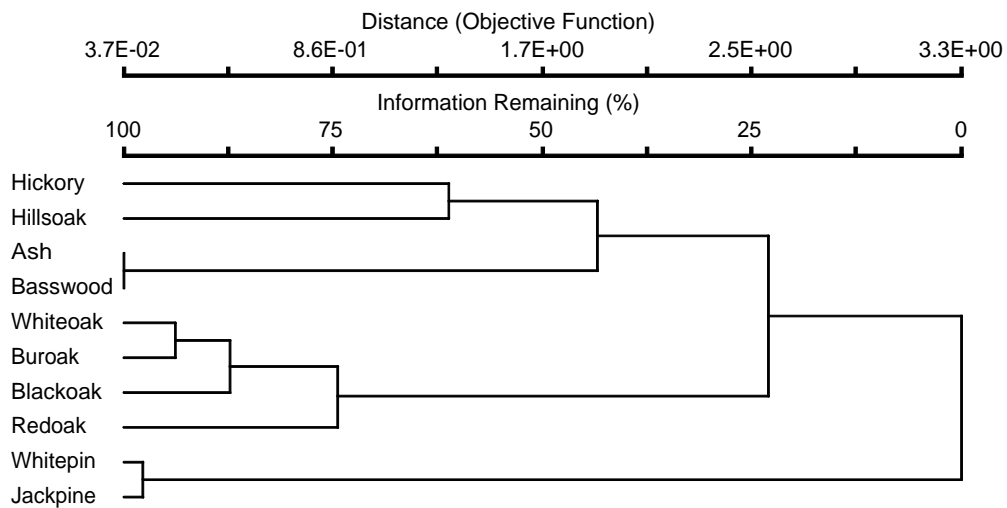 Distance (Objective Function)
3.7E-02 8.6E-01 1.7E+00 2.5E+00 3.3E+00
Information Remaining (%)
100 75 50 25 0
Hickory
Hillsoak
Ash
Basswood
Whiteoak
Buroak
Blackoak
Redoak
Whitepin
Jackpine